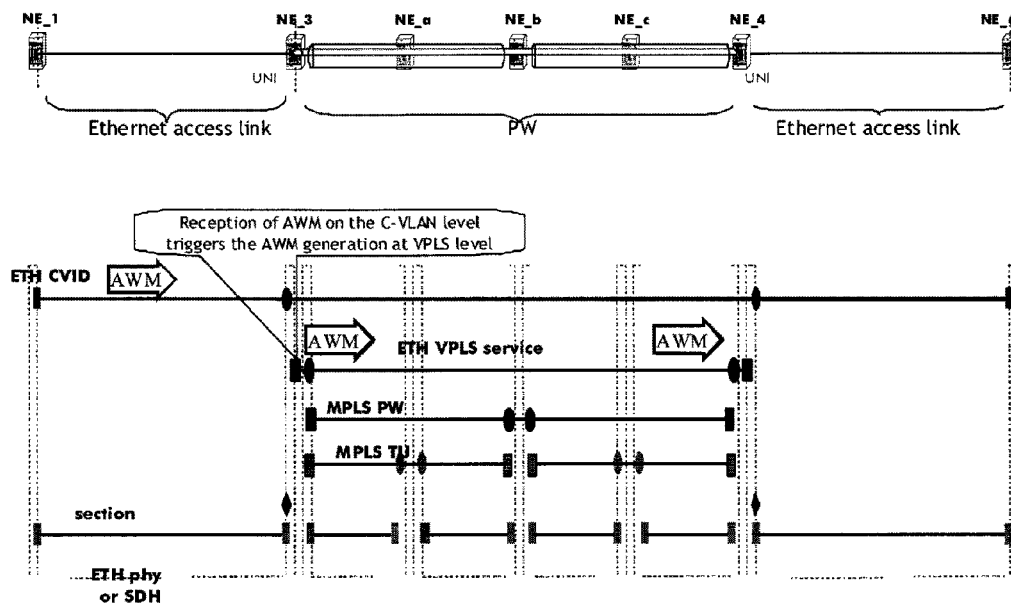 NE_1 NE_3 NE_a NE_b NE_c NE_4
UNI UNI
Ethernet access link PW Ethernet access link
Reception of AWM on the C-VLAN level
triggers the AWM generation at VPLS level
ETH CVID AWM
AWM AWM
ETH VPLS service
MPLS PW
MPLS TU
section
ETH phy
or SDH